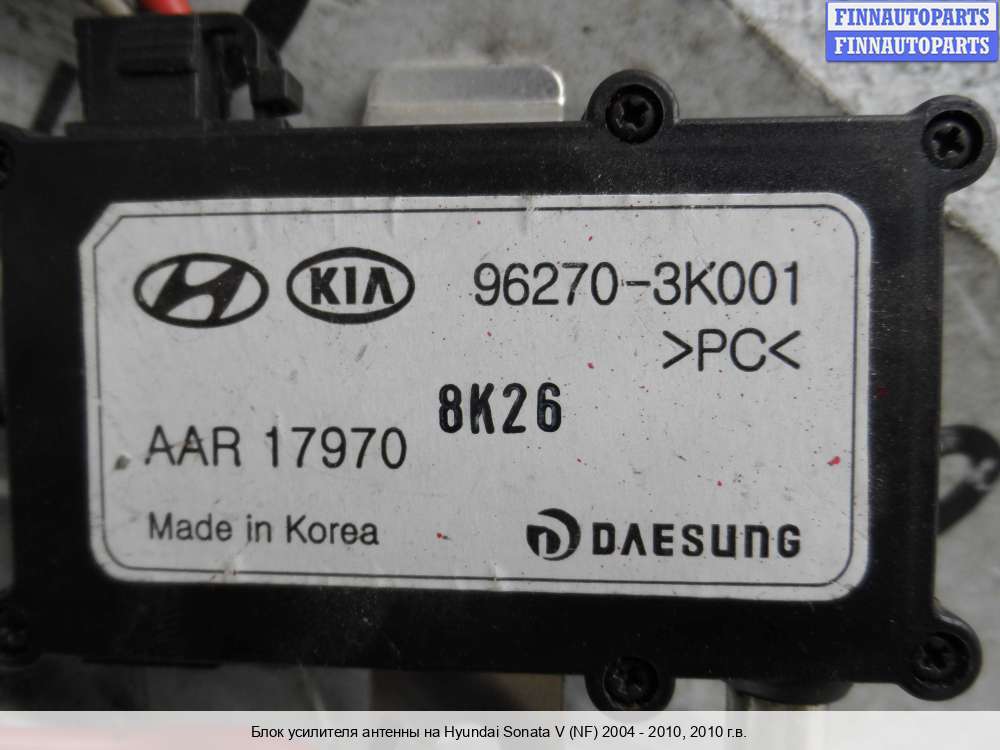 FINNAUTOPARTS
FINNAUTOPARTS
KIA 96270-3K001
>PC<
8K26
AAR 17970
Made in Korea DAESUNG
Блок усилителя антенны на Hyundai Sonata V (NF) 2004 - 2010, 2010 г.в.